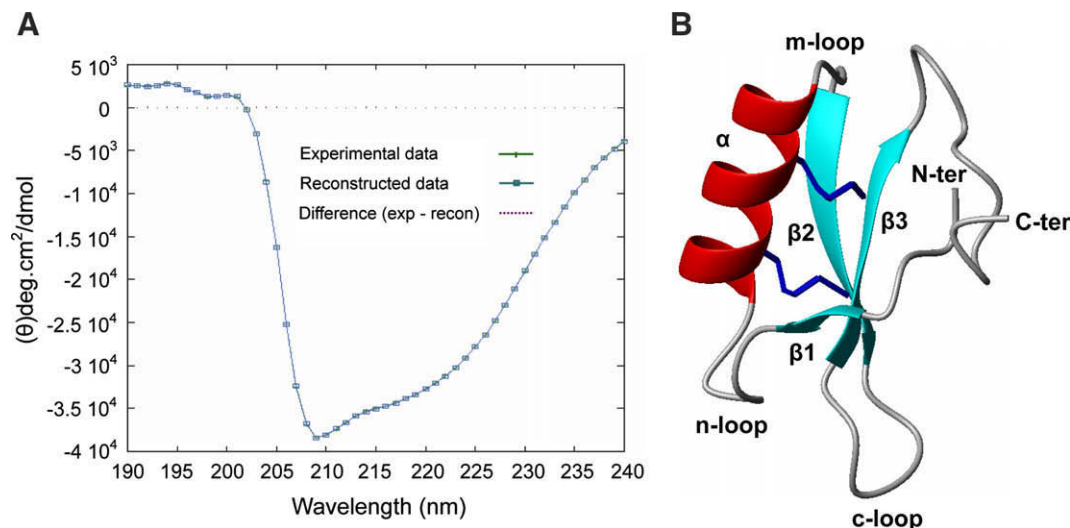 A
5 10³
0
-5 10³
-1 10⁴
-1.5 10⁴
-2 10⁴
-2.5 10⁴
-3 10⁴
-3.5 10⁴
-4 10⁴
(θ)deg.cm²/dmol
Experimental data
Reconstructed data
Difference (exp - recon)
190 195 200 205 210 215 220 225 230 235 240
Wavelength (nm)
B
m-loop
α
N-ter
C-ter
β2
β3
β1
n-loop
c-loop